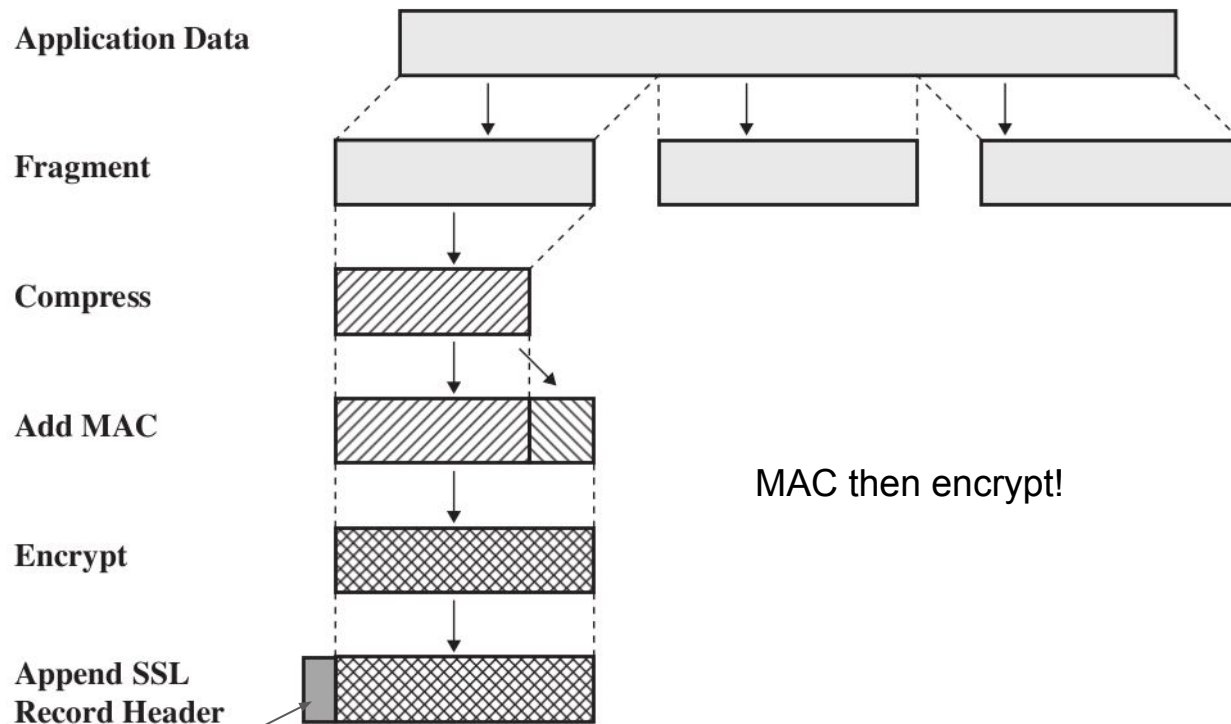 Application Data
Fragment
Compress
Add MAC
MAC then encrypt!
Encrypt
Append SSL
Record Header